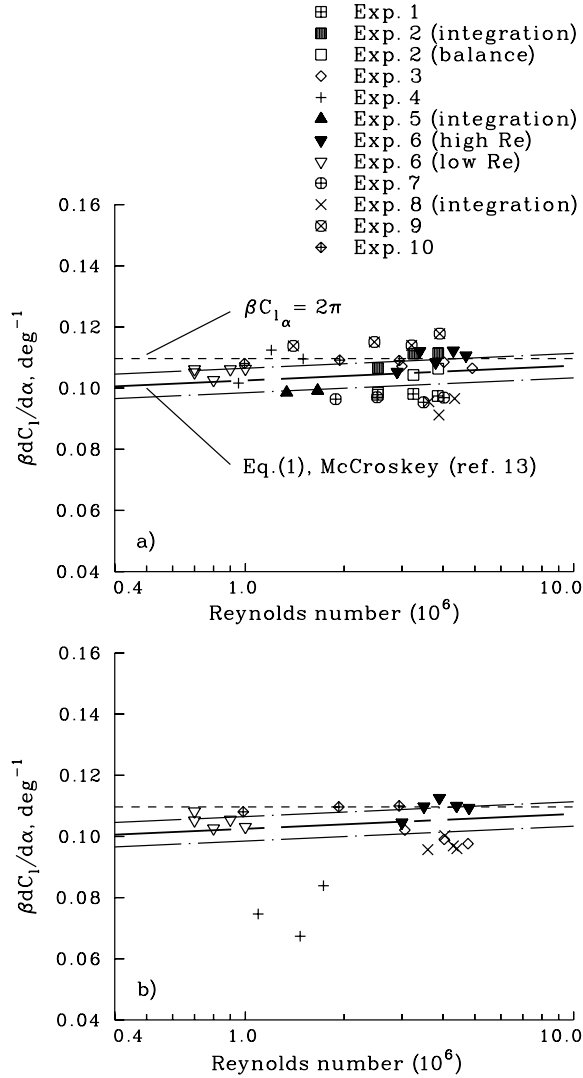 Exp. 1
Exp. 2 (integration)
Exp. 2 (balance)
Exp. 3
Exp. 4
Exp. 5 (integration)
Exp. 6 (high Re)
Exp. 6 (low Re)
Exp. 7
Exp. 8 (integration)
Exp. 9
Exp. 10
0.16
0.14
0.12
0.10
0.08
0.06
0.04
βdC_l/dα, deg⁻¹
βC_lα = 2π
Eq.(1), McCroskey (ref. 13)
a)
0.4 1.0 10.0
Reynolds number (10⁶)
0.16
0.14
0.12
0.10
0.08
0.06
0.04
βdC_l/dα, deg⁻¹
b)
0.4 1.0 10.0
Reynolds number (10⁶)